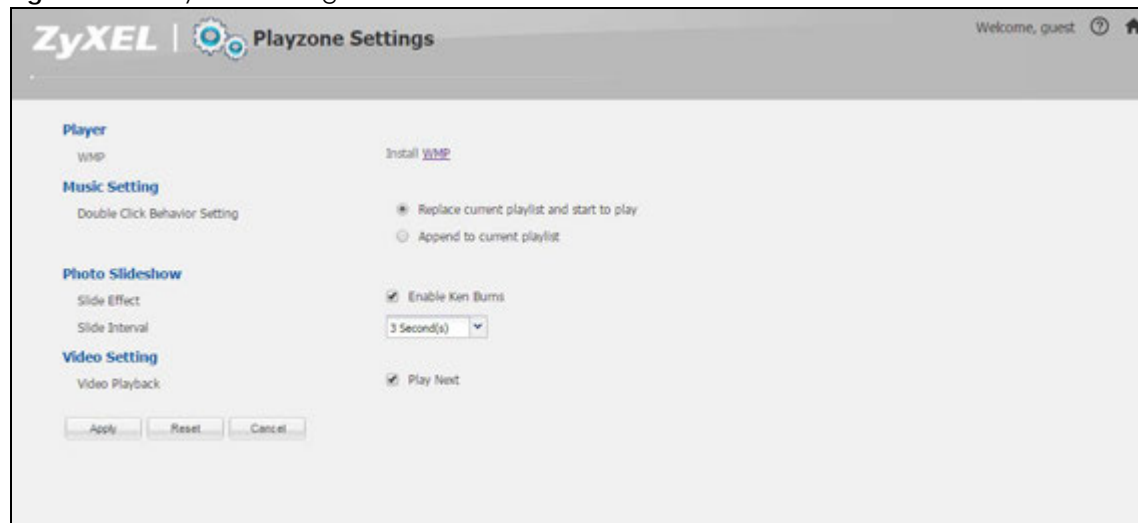 ZyXEL | Playzone Settings
Welcome, guest
Player
WMP
Install WMP
Music Setting
Double Click Behavior Setting
Replace current playlist and start to play
Append to current playlist
Photo Slideshow
Slide Effect
Enable Ken Burns
Slide Interval
3 Second(s)
Video Setting
Video Playback
Play Next
Apply
Reset
Cancel